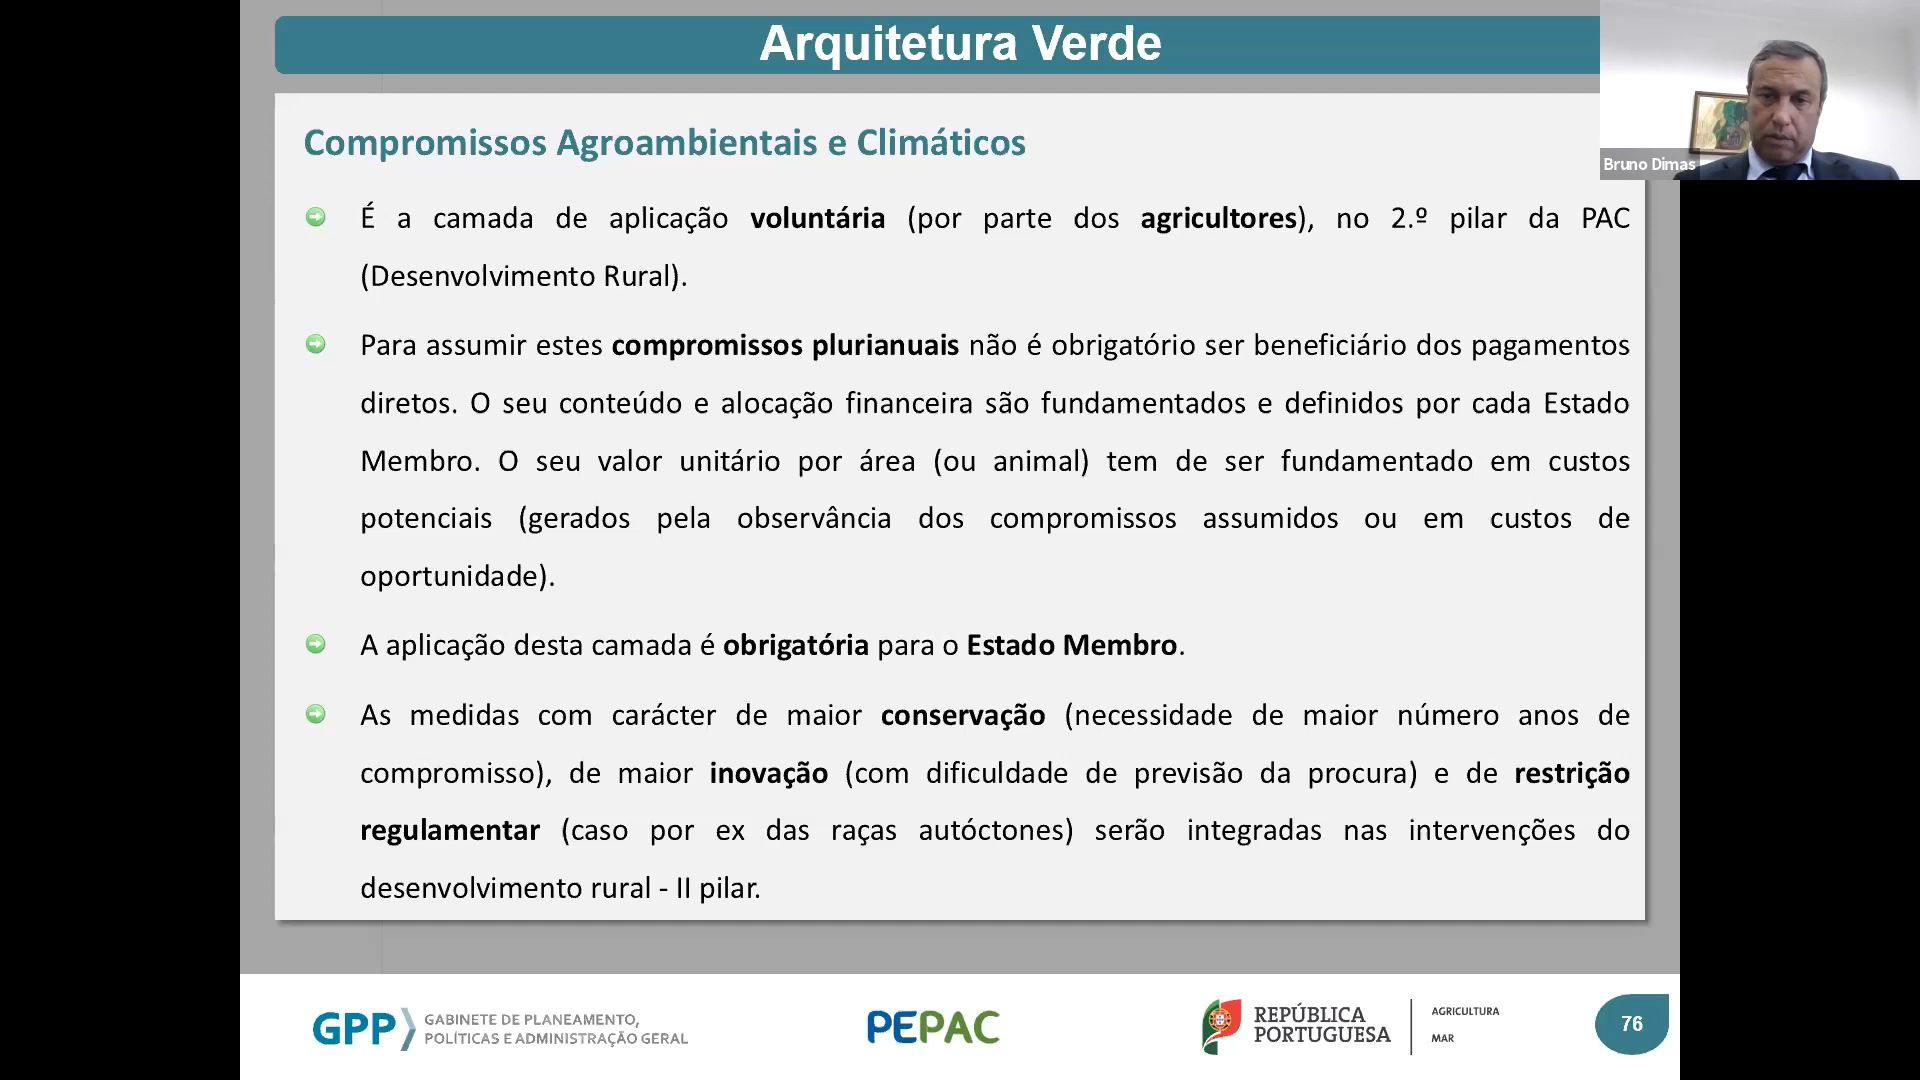 Arquitetura Verde
Bruno Dimas
Compromissos Agroambientais e Climáticos
É a camada de aplicação voluntária (por parte dos agricultores), no 2.º pilar da PAC
(Desenvolvimento Rural).
Para assumir estes compromissos plurianuais não é obrigatório ser beneficiário dos pagamentos
diretos. O seu conteúdo e alocação financeira são fundamentados e definidos por cada Estado
Membro. O seu valor unitário por área (ou animal) tem de ser fundamentado em custos
potenciais (gerados pela observância dos compromissos assumidos ou em custos de
oportunidade).
A aplicação desta camada é obrigatória para o Estado Membro.
As medidas com carácter de maior conservação (necessidade de maior número anos de
compromisso), de maior inovação (com dificuldade de previsão da procura) e de restrição
regulamentar (caso por ex das raças autóctones) serão integradas nas intervenções do
desenvolvimento rural - II pilar.
GPP
GABINETE DE PLANEAMENTO,
POLÍTICAS E ADMINISTRAÇÃO GERAL
PEPAC
REPÚBLICA
PORTUGUESA
AGRICULTURA
MAR
76